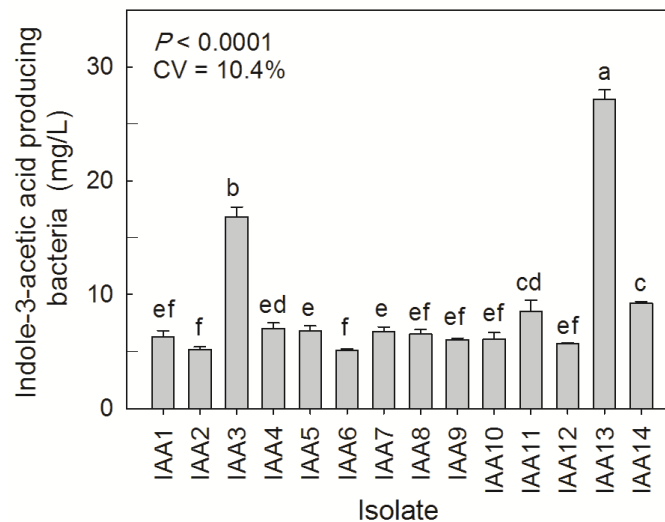 Indole-3-acetic acid producing
bacteria (mg/L)
P < 0.0001
CV = 10.4%
30
20
10
0
ef
f
b
ed
e
f
e
ef
ef
ef
cd
ef
a
c
IAA1
IAA2
IAA3
IAA4
IAA5
IAA6
IAA7
IAA8
IAA9
IAA10
IAA11
IAA12
IAA13
IAA14
Isolate